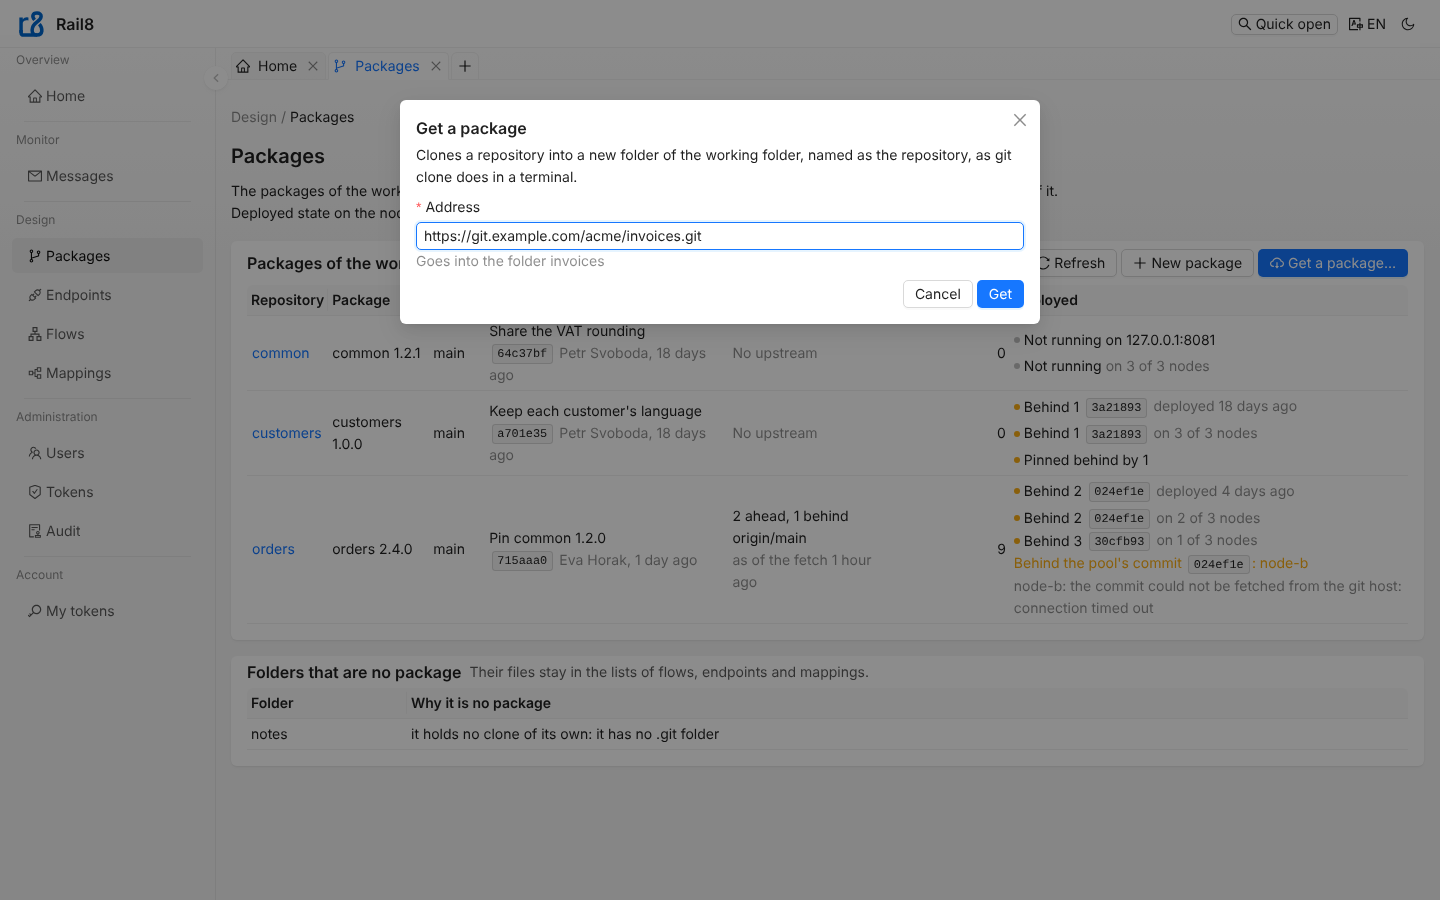 Rail8
Quick open
EN
Overview
Home
Monitor
Messages
Design
Packages
Endpoints
Flows
Mappings
Administration
Users
Tokens
Audit
Account
My tokens
Home
Packages
Design / Packages
Packages
The packages of the work
f it.
Deployed state on the nod
Get a package
Clones a repository into a new folder of the working folder, named as the repository, as git
clone does in a terminal.
* Address
https://git.example.com/acme/invoices.git
Goes into the folder invoices
Cancel
Get
Packages of the wor
Refresh
New package
Get a package...
Repository Package
loyed
common common 1.2.1 main
Share the VAT rounding
64c37bf Petr Svoboda, 18 days
ago
No upstream
0
Not running on 127.0.0.1:8081
Not running on 3 of 3 nodes
customers
customers
1.0.0
main
Keep each customer's language
a701e35 Petr Svoboda, 18 days
ago
No upstream
0
Behind 1 3a21893 deployed 18 days ago
Behind 1 3a21893 on 3 of 3 nodes
Pinned behind by 1
orders orders 2.4.0 main
Pin common 1.2.0
715aaa0 Eva Horak, 1 day ago
2 ahead, 1 behind
origin/main
as of the fetch 1 hour
ago
9
Behind 2 024ef1e deployed 4 days ago
Behind 2 024ef1e on 2 of 3 nodes
Behind 3 30cfb93 on 1 of 3 nodes
Behind the pool's commit 024ef1e : node-b
node-b: the commit could not be fetched from the git host:
connection timed out
Folders that are no package Their files stay in the lists of flows, endpoints and mappings.
Folder Why it is no package
notes it holds no clone of its own: it has no .git folder